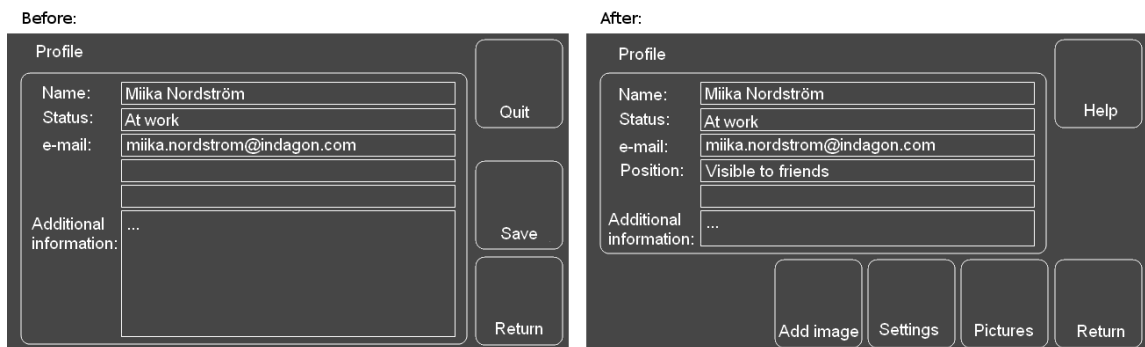 Before:
Profile
Name: Miika Nordström
Status: At work
e-mail: miika.nordstrom@indagon.com
Additional
information:
...
Quit
Save
Return
After:
Profile
Name: Miika Nordström
Status: At work
e-mail: miika.nordstrom@indagon.com
Position: Visible to friends
Additional
information:
...
Help
Add image
Settings
Pictures
Return